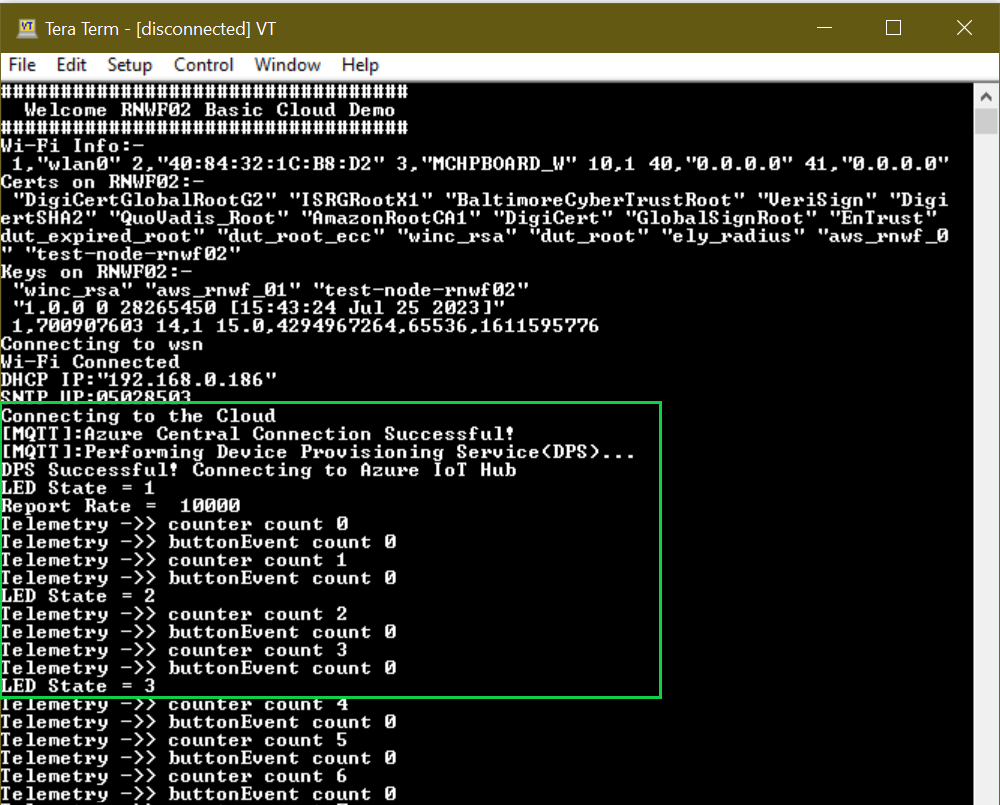 Tera Term - [disconnected] VT
File Edit Setup Control Window Help
##################################
Welcome RNWF02 Basic Cloud Demo
##################################
Wi-Fi Info:-
1,"wlan0" 2,"40:84:32:1C:B8:D2" 3,"MCHPBOARD_W" 10,1 40,"0.0.0.0" 41,"0.0.0.0"
Certs on RNWF02:-
"DigiCertGlobalRootG2" "ISRGRootX1" "BaltimoreCyberTrustRoot" "VeriSign" "Digi
ertSHA2" "QuoVadis_Root" "AmazonRootCA1" "DigiCert" "GlobalSignRoot" "EnTrust"
dut_expired_root" "dut_root_ecc" "winc_rsa" "dut_root" "ely_radius" "aws_rnwf_0
" "test-node-rnwf02"
Keys on RNWF02:-
"winc_rsa" "aws_rnwf_01" "test-node-rnwf02"
"1.0.0 0 28265450 [15:43:24 Jul 25 2023]"
1,700907603 14,1 15.0,4294967264,65536,1611595776
Connecting to wsn
Wi-Fi Connected
DHCP IP:"192.168.0.186"
SNTP UP:05028503
Connecting to the Cloud
[MQTT]:Azure Central Connection Successful!
[MQTT]:Performing Device Provisioning Service(DPS)...
DPS Successful! Connecting to Azure IoT Hub
LED State = 1
Report Rate =  10000
Telemetry ->> counter count 0
Telemetry ->> buttonEvent count 0
Telemetry ->> counter count 1
Telemetry ->> buttonEvent count 0
LED State = 2
Telemetry ->> counter count 2
Telemetry ->> buttonEvent count 0
Telemetry ->> counter count 3
Telemetry ->> buttonEvent count 0
LED State = 3
Telemetry ->> counter count 4
Telemetry ->> buttonEvent count 0
Telemetry ->> counter count 5
Telemetry ->> buttonEvent count 0
Telemetry ->> counter count 6
Telemetry ->> buttonEvent count 0